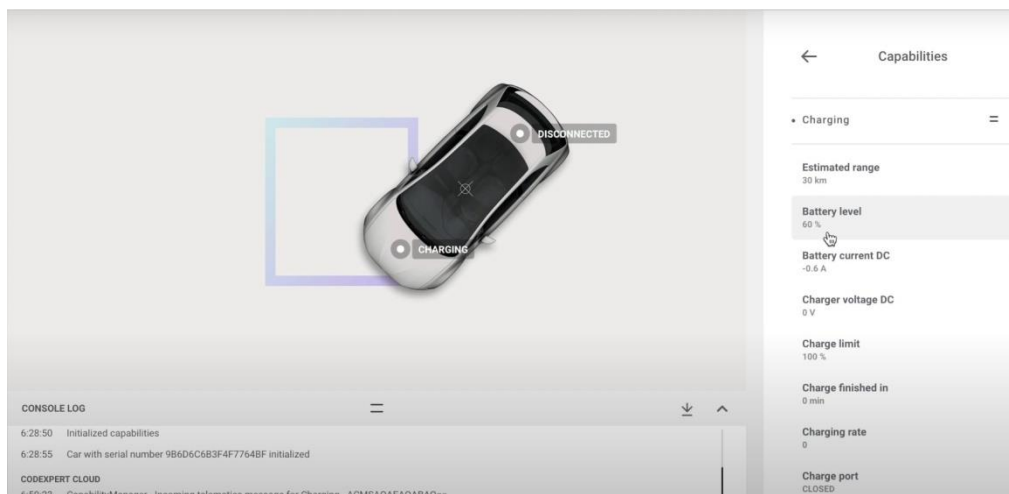 Capabilities
Charging
Estimated range
30 km
Battery level
60 %
Battery current DC
-0.6 A
Charger voltage DC
0 V
Charge limit
100 %
Charge finished in
0 min
Charging rate
0
Charge port
CLOSED
DISCONNECTED
CHARGING
CONSOLE LOG
6:28:50 Initialized capabilities
6:28:55 Car with serial number 9B6D6C6B3F4F7764BF initialized
CODEXPERT CLOUD